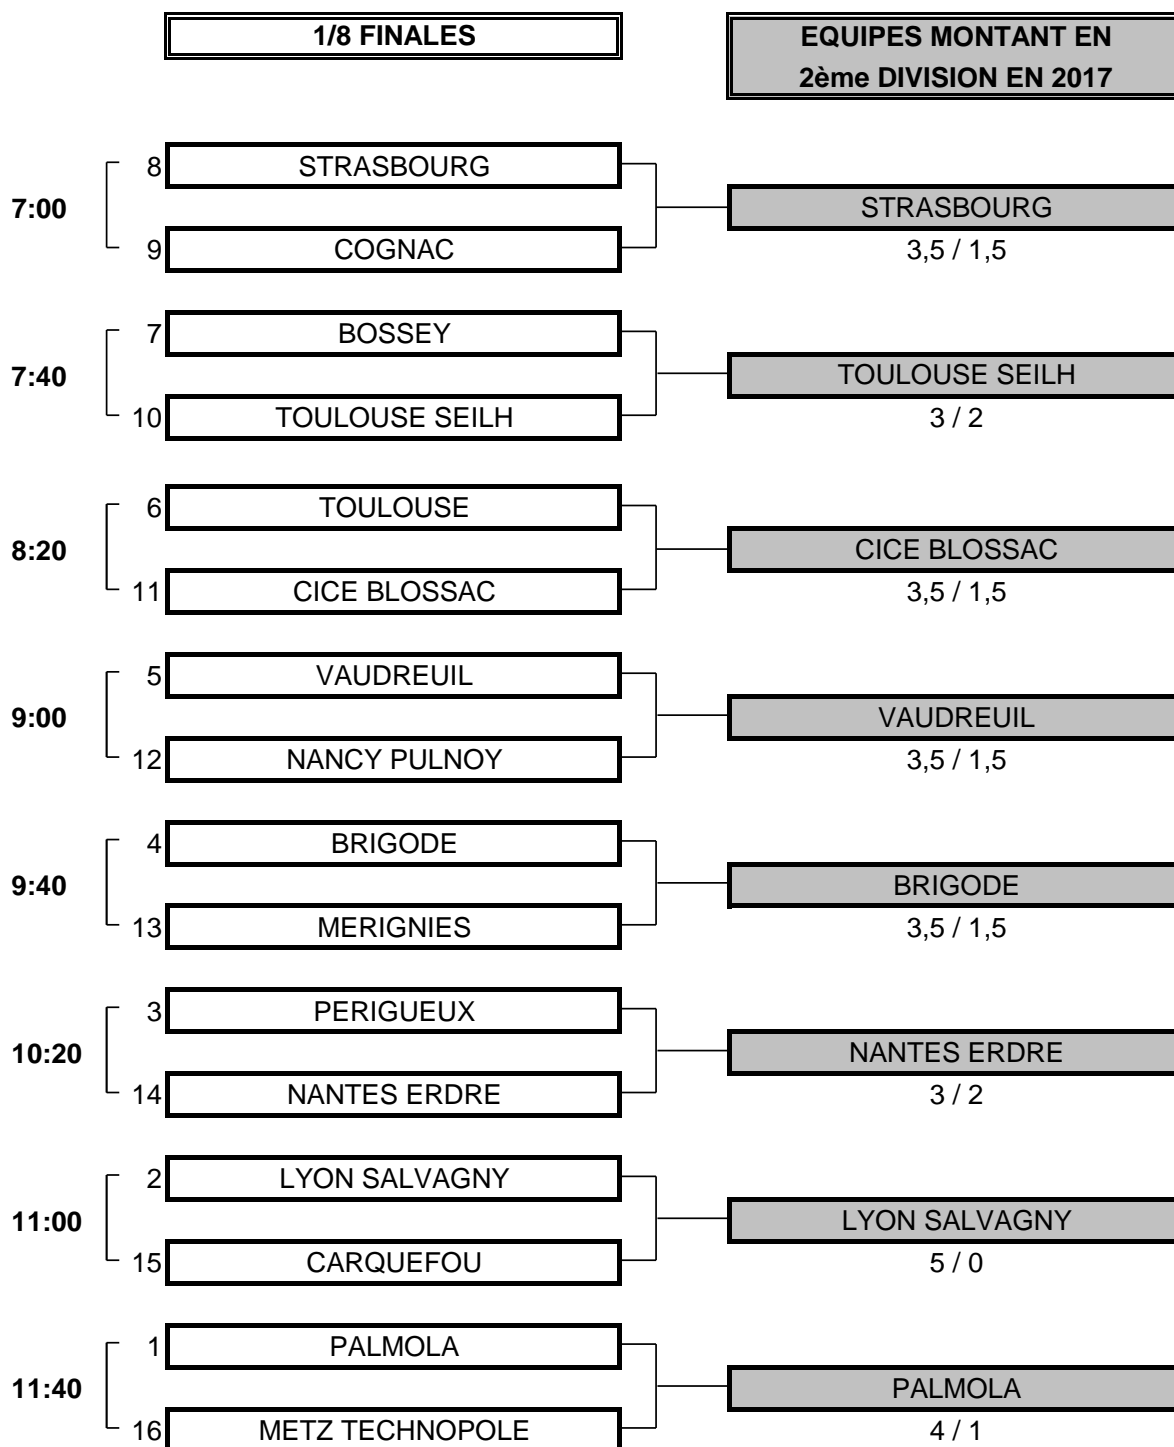 1/8 FINALES
EQUIPES MONTANT EN
2ème DIVISION EN 2017
8 STRASBOURG
7:00
STRASBOURG
9 COGNAC
3,5 / 1,5
7 BOSSEY
7:40
TOULOUSE SEILH
10 TOULOUSE SEILH
3 / 2
6 TOULOUSE
8:20
CICE BLOSSAC
11 CICE BLOSSAC
3,5 / 1,5
5 VAUDREUIL
9:00
VAUDREUIL
12 NANCY PULNOY
3,5 / 1,5
4 BRIGODE
9:40
BRIGODE
13 MERIGNIES
3,5 / 1,5
3 PERIGUEUX
10:20
NANTES ERDRE
14 NANTES ERDRE
3 / 2
2 LYON SALVAGNY
11:00
LYON SALVAGNY
15 CARQUEFOU
5 / 0
1 PALMOLA
11:40
PALMOLA
16 METZ TECHNOPOLE
4 / 1